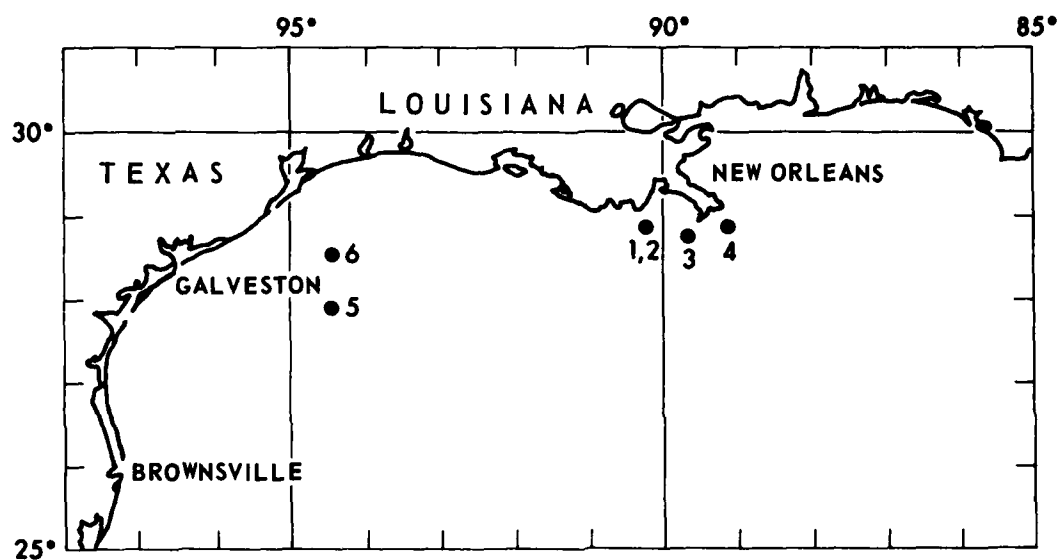 95° 90° 85°
LOUISIANA
30°
TEXAS
NEW ORLEANS
1,2 3 4
6
GALVESTON
5
BROWNSVILLE
25°